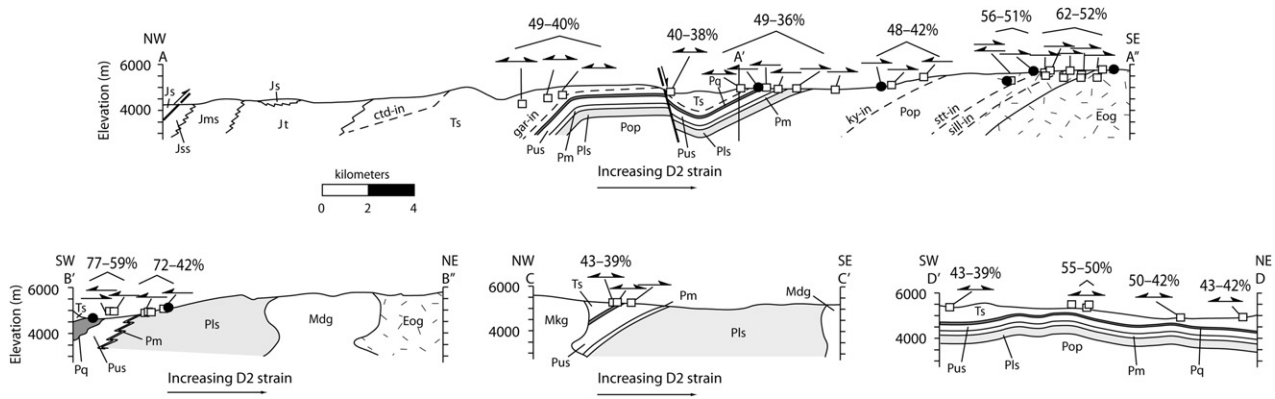 NW
A
6000
4000
Elevation (m)
Js
Jms
Jss
Js
Jt
ctd-in
Ts
49–40%
gar-in
Pus
Pm
Pls
Pop
40–38%
49–36%
A'
Pq
Ts
Pus
Pls
Pm
48–42%
ky-in
Pop
56–51%
62–52%
stt-in
sill-in
Eog
SE
A"
kilometers
0 2 4
Increasing D2 strain
SW
B'
77–59%
72–42%
NE
B"
6000
4000
Elevation (m)
Ts
Pq
Pus
Pm
Pls
Mdg
Eog
Increasing D2 strain
NW
C
43–39%
SE
C'
6000
4000
Ts
Mkg
Pus
Pm
Pls
Mdg
Increasing D2 strain
SW
D'
43–39%
55–50%
50–42%
43-42%
NE
D
6000
4000
Ts
Pus
Pls
Pop
Pm
Pq